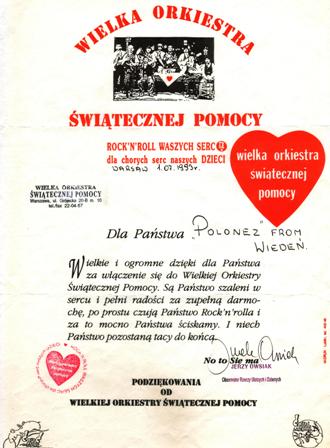 WIELKA ORKIESTRA
ŚWIĄTECZNEJ POMOCY
ROCK'N'ROLL WASZYCH SERC
dla chorych serc naszych DZIECI
WARSAW 1.07.1993r.
wielka orkiestra
świątecznej
pomocy
WIELKA ORKIESTRA
ŚWIĄTECZNEJ POMOCY
Dla Państwa „POLONEZ" FROM
WIEDEŃ.
Wielkie i ogromne dzięki dla Państwa
za włączenie się do Wielkiej Orkiestry
Świątecznej Pomocy. Są Państwo szaleni w
sercu i pełni radości za zupełną darmo-
chę, po prostu czują Państwo Rock'n'rolla i
za to mocno Państwa ściskamy. I niech
Państwo pozostaną tacy do końca.
No to Sie ma
JERZY OWSIAK
PODZIĘKOWANIA
OD
WIELKIEJ ORKIESTRY ŚWIĄTECZNEJ POMOCY